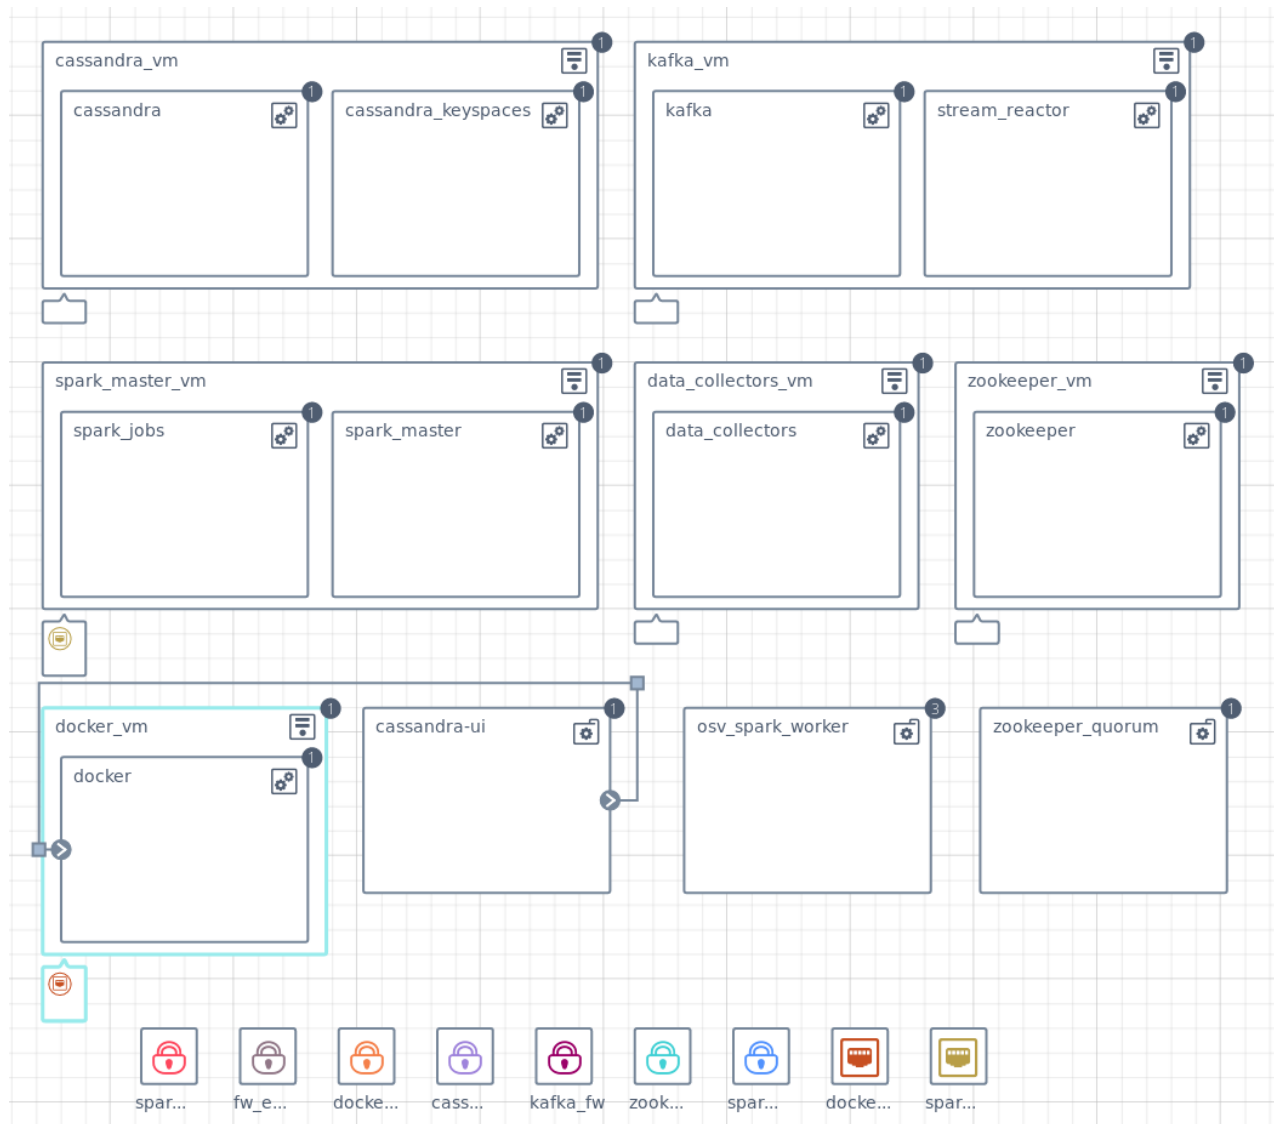 cassandra_vm
1
cassandra
1
cassandra_keyspaces
1
kafka_vm
1
kafka
1
stream_reactor
1
spark_master_vm
1
spark_jobs
1
spark_master
1
data_collectors_vm
1
data_collectors
1
zookeeper_vm
1
zookeeper
1
docker_vm
1
docker
1
cassandra-ui
1
osv_spark_worker
3
zookeeper_quorum
1
spar...
fw_e...
docke...
cass...
kafka_fw
zook...
spar...
docke...
spar...